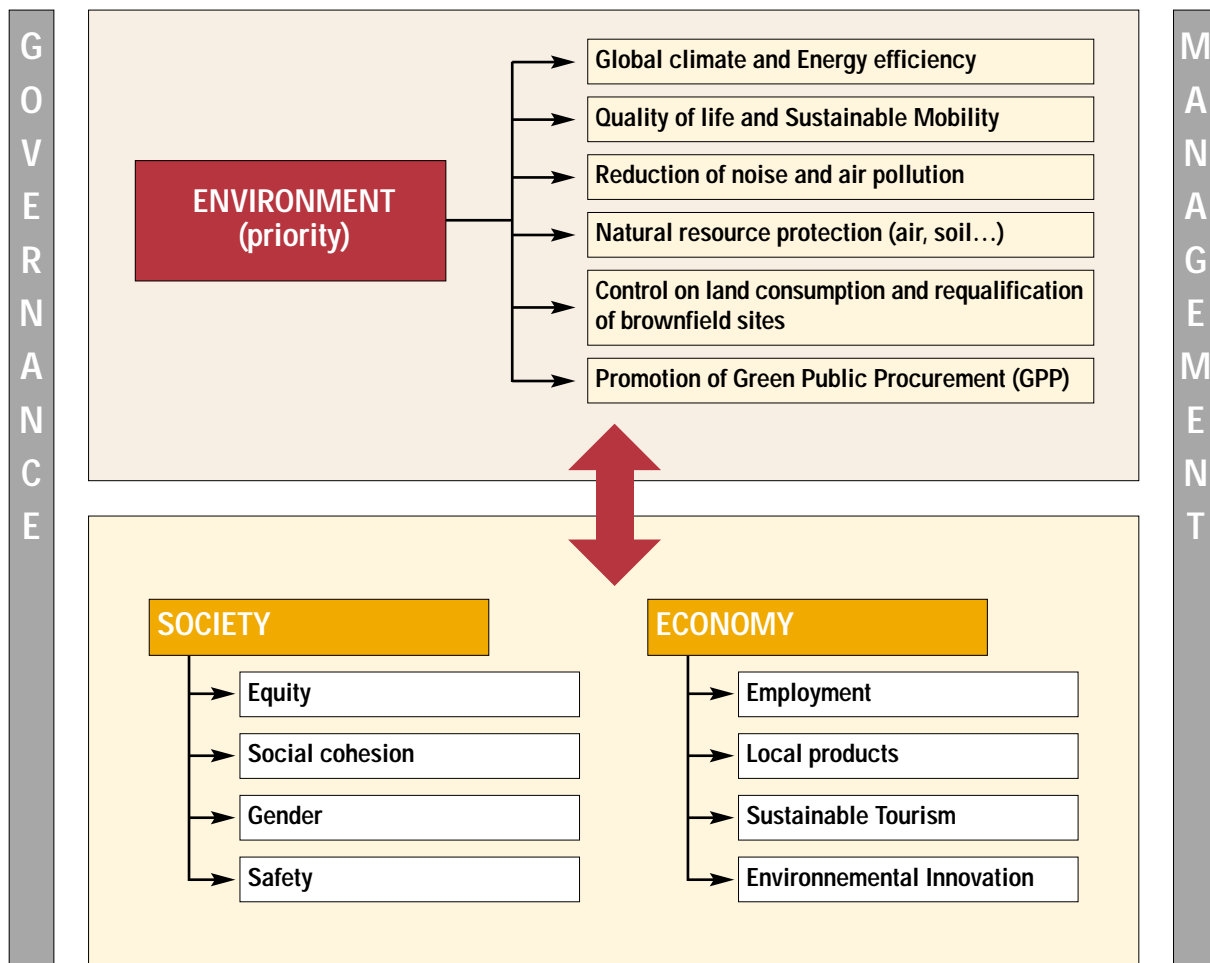 GOVERNANCE
ENVIRONMENT
(priority)
Global climate and Energy efficiency
Quality of life and Sustainable Mobility
Reduction of noise and air pollution
Natural resource protection (air, soil…)
Control on land consumption and requalification
of brownfield sites
Promotion of Green Public Procurement (GPP)
SOCIETY
Equity
Social cohesion
Gender
Safety
ECONOMY
Employment
Local products
Sustainable Tourism
Environnemental Innovation
MANAGEMENT